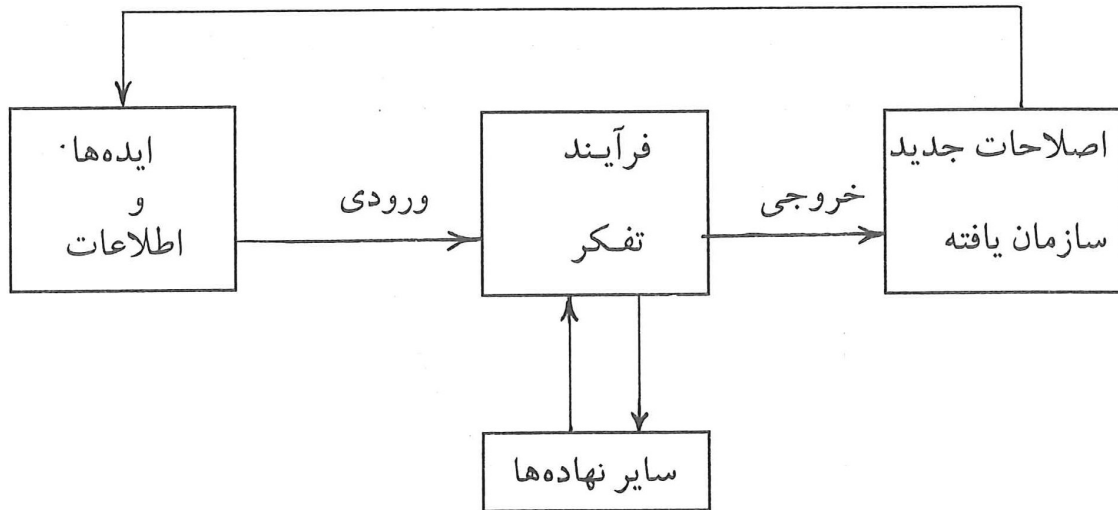 ایده‌ها
و
اطلاعات
ورودی
فرآیند
تفکر
خروجی
اصلاحات جدید
سازمان یافته
سایر نهاده‌ها